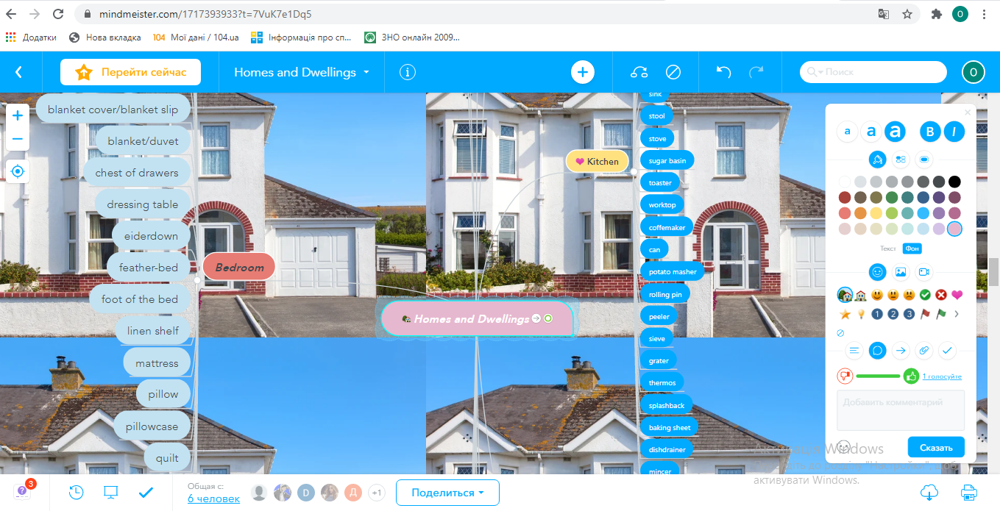 mindmeister.com/1717393933?t=7VuK7e1Dq5
O
Додатки
Нова вкладка
104 Мої дані / 104.ua
Інформація про сп...
ЗНО онлайн 2009...
Перейти сейчас
Homes and Dwellings
Поиск
O
blanket cover/blanket slip
blanket/duvet
chest of drawers
dressing table
eiderdown
feather-bed
foot of the bed
linen shelf
mattress
pillow
pillowcase
quilt
Bedroom
Homes and Dwellings
Kitchen
sink
stool
stove
sugar basin
toaster
worktop
coffemaker
can
potato masher
rolling pin
peeler
sieve
grater
thermos
splashback
baking sheet
dishdrainer
mincer
a a a B I
Текст Фон
1 2 3
1 голосуйте
Добавить комментарий
Сказать
Активация Windows
активувати Windows.
3
Общая с:
6 человек
D
Д
+1
Поделиться